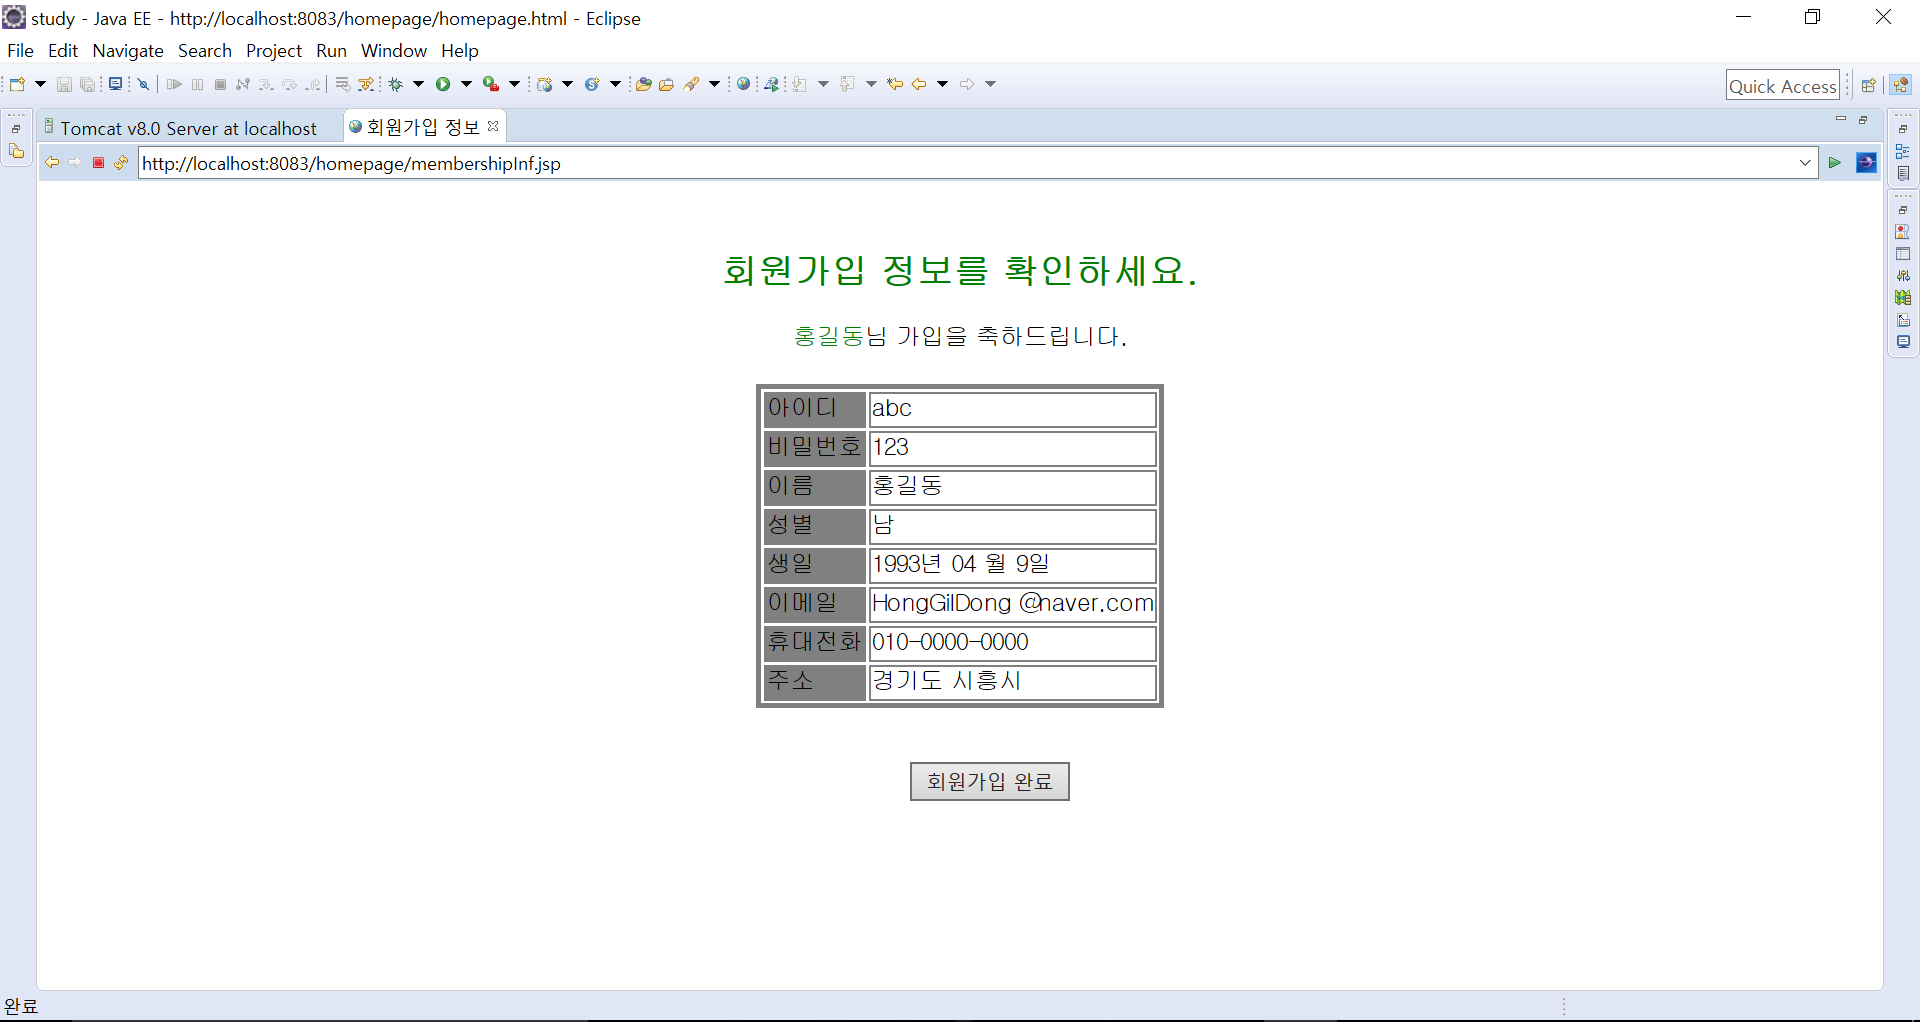 study - Java EE - http://localhost:8083/homepage/homepage.html - Eclipse
File Edit Navigate Search Project Run Window Help
Quick Access
Tomcat v8.0 Server at localhost 회원가입 정보
http://localhost:8083/homepage/membershipInf.jsp
회원가입 정보를 확인하세요.
홍길동님 가입을 축하드립니다.
아이디 abc
비밀번호 123
이름 홍길동
성별 남
생일 1993년 04 월 9일
이메일 HongGilDong @naver.com
휴대전화 010-0000-0000
주소 경기도 시흥시
회원가입 완료
완료